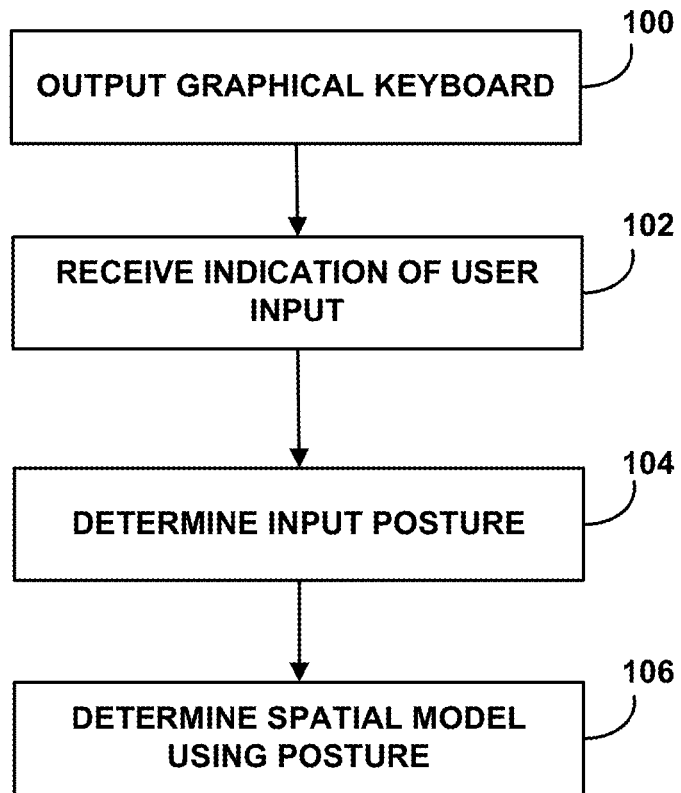 100
OUTPUT GRAPHICAL KEYBOARD
102
RECEIVE INDICATION OF USER
INPUT
104
DETERMINE INPUT POSTURE
106
DETERMINE SPATIAL MODEL
USING POSTURE